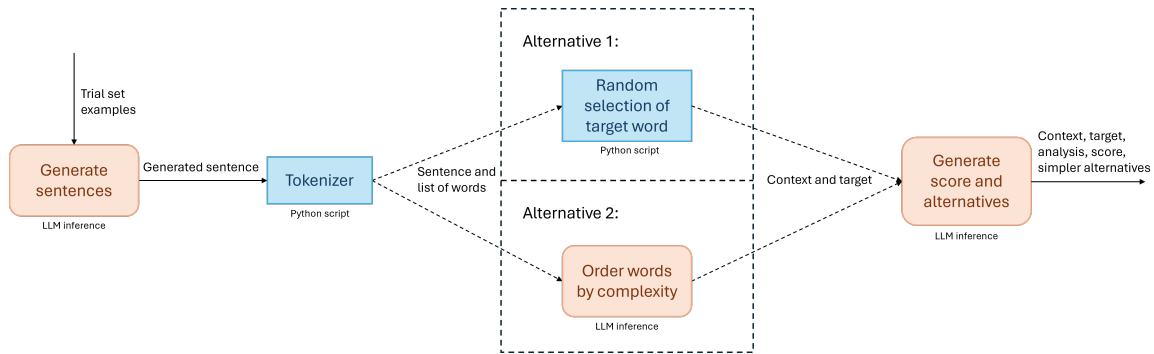 Trial set
examples
Generate
sentences
LLM inference
Generated sentence
Tokenizer
Python script
Sentence and
list of words
Alternative 1:
Random
selection of
target word
Python script
Alternative 2:
Order words
by complexity
LLM inference
Context and target
Generate
score and
alternatives
LLM inference
Context, target,
analysis, score,
simpler alternatives